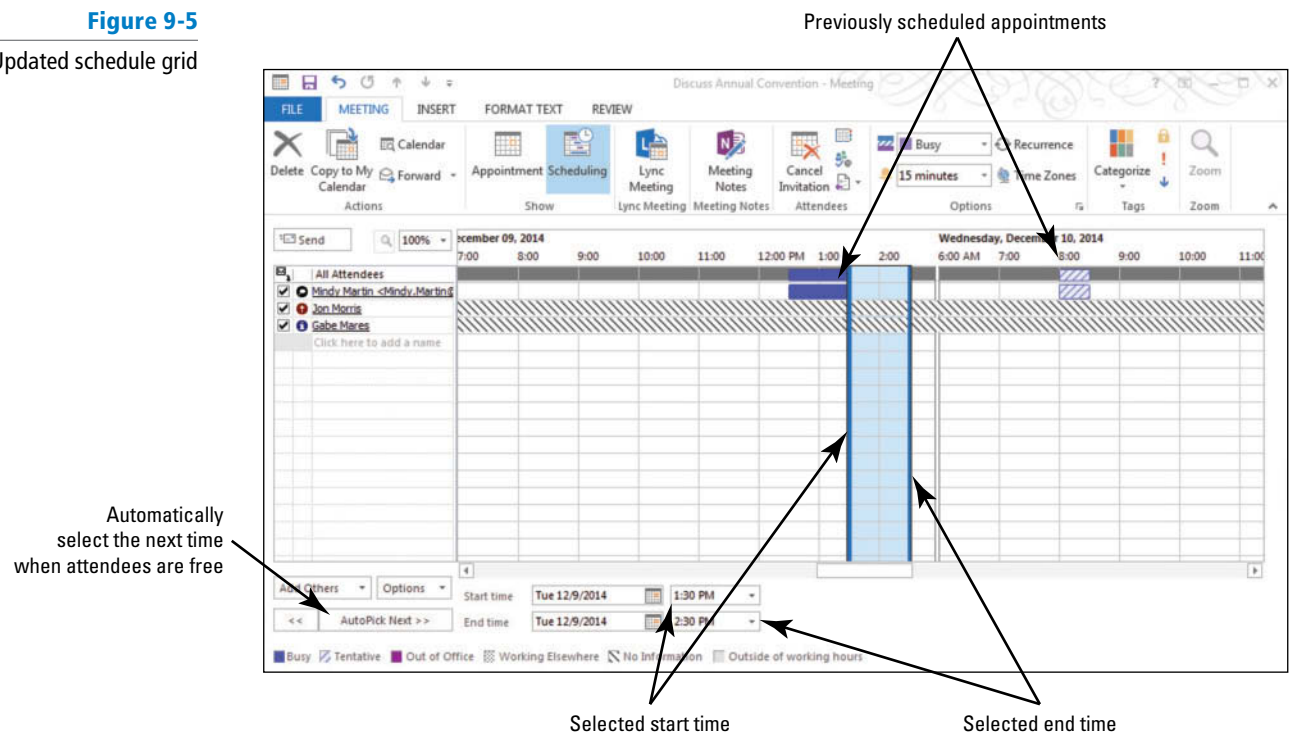 Figure 9-5
Updated schedule grid
Previously scheduled appointments
Discuss Annual Convention - Meeting
FILE MEETING INSERT FORMAT TEXT REVIEW
Delete
Copy to My Calendar
Calendar
Forward
Actions
Appointment
Scheduling
Show
Lync Meeting
Lync Meeting
Meeting Notes
Meeting Notes
Cancel Invitation
Attendees
Busy
15 minutes
Recurrence
Time Zones
Options
Categorize
Tags
Zoom
Zoom
Send
100%
ecember 09, 2014
Wednesday, December 10, 2014
7:00 8:00 9:00 10:00 11:00 12:00 PM 1:00 2:00 6:00 AM 7:00 8:00 9:00 10:00 11:00
All Attendees
Mindy Martin <Mindy.Martin@
Jon Morris
Gabe Mares
Click here to add a name
Automatically
select the next time
when attendees are free
Add Others Options
Start time Tue 12/9/2014 1:30 PM
<< AutoPick Next >>
End time Tue 12/9/2014 2:30 PM
Busy Tentative Out of Office Working Elsewhere No Information Outside of working hours
Selected start time
Selected end time